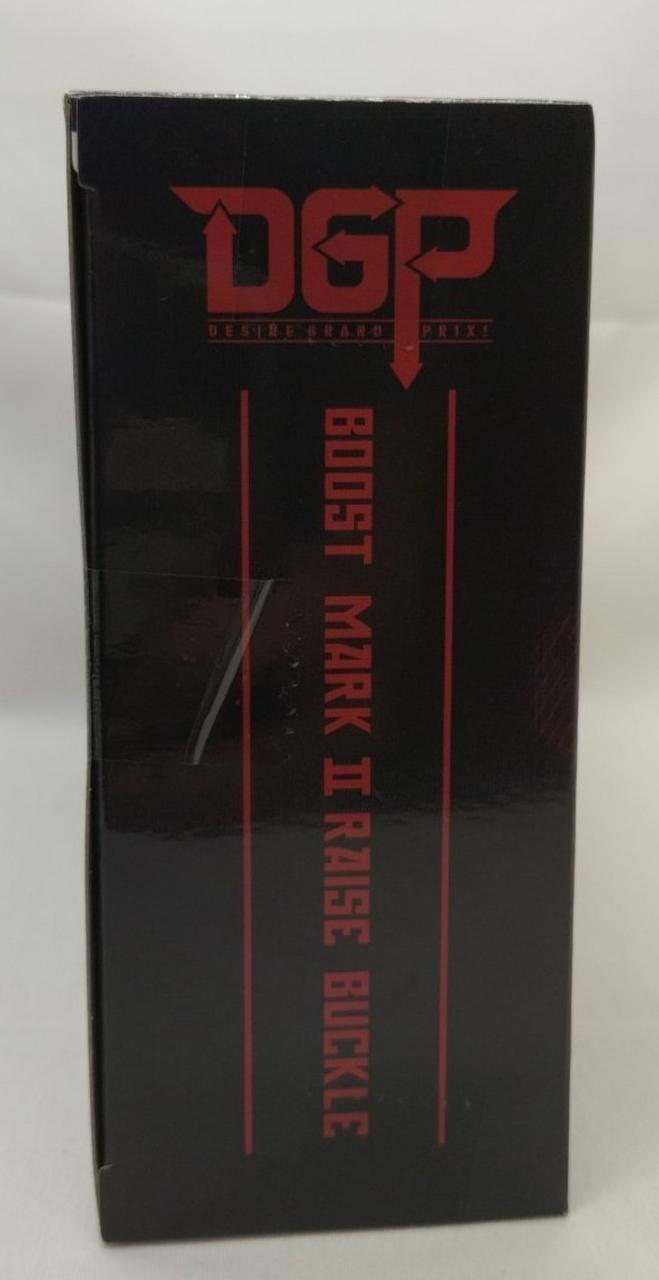 DGP
DESIRE GRAND PRIX!
BOOST MARK II RAISE BUCKLE